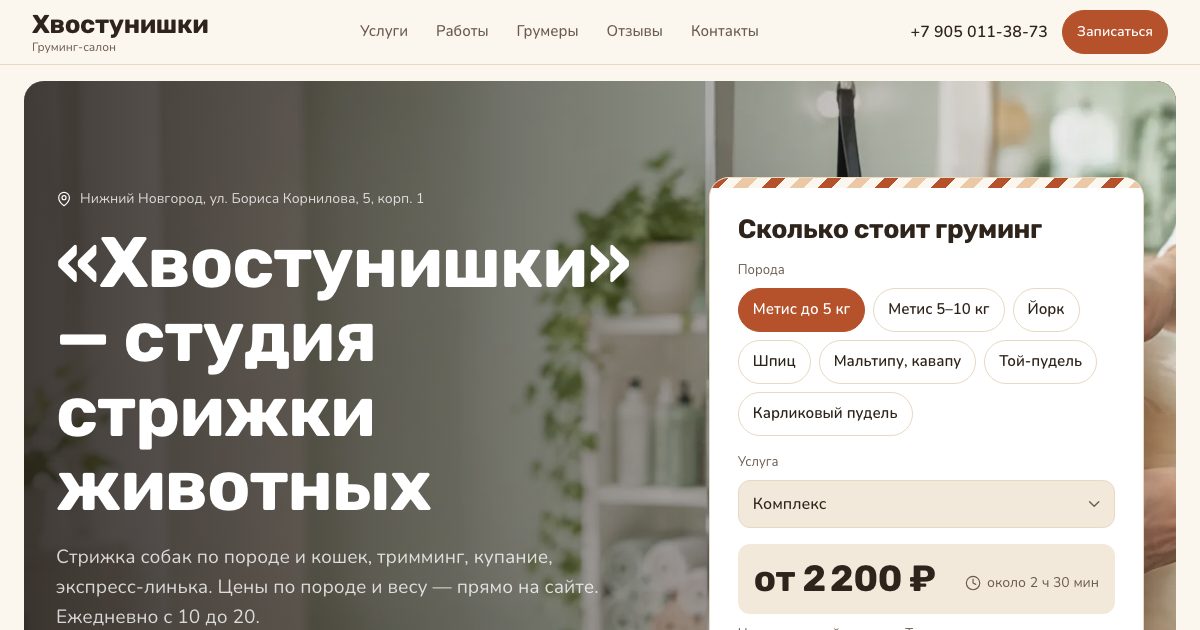 Хвостунишки
Груминг-салон
Услуги Работы Грумеры Отзывы Контакты
+7 905 011-38-73
Записаться
Нижний Новгород, ул. Бориса Корнилова, 5, корп. 1
«Хвостунишки»
— студия
стрижки
животных
Стрижка собак по породе и кошек, тримминг, купание,
экспресс-линька. Цены по породе и весу — прямо на сайте.
Ежедневно с 10 до 20.
Сколько стоит груминг
Порода
Метис до 5 кг Метис 5–10 кг Йорк
Шпиц Мальтипу, кавапу Той-пудель
Карликовый пудель
Услуга
Комплекс
от 2 200 ₽ около 2 ч 30 мин